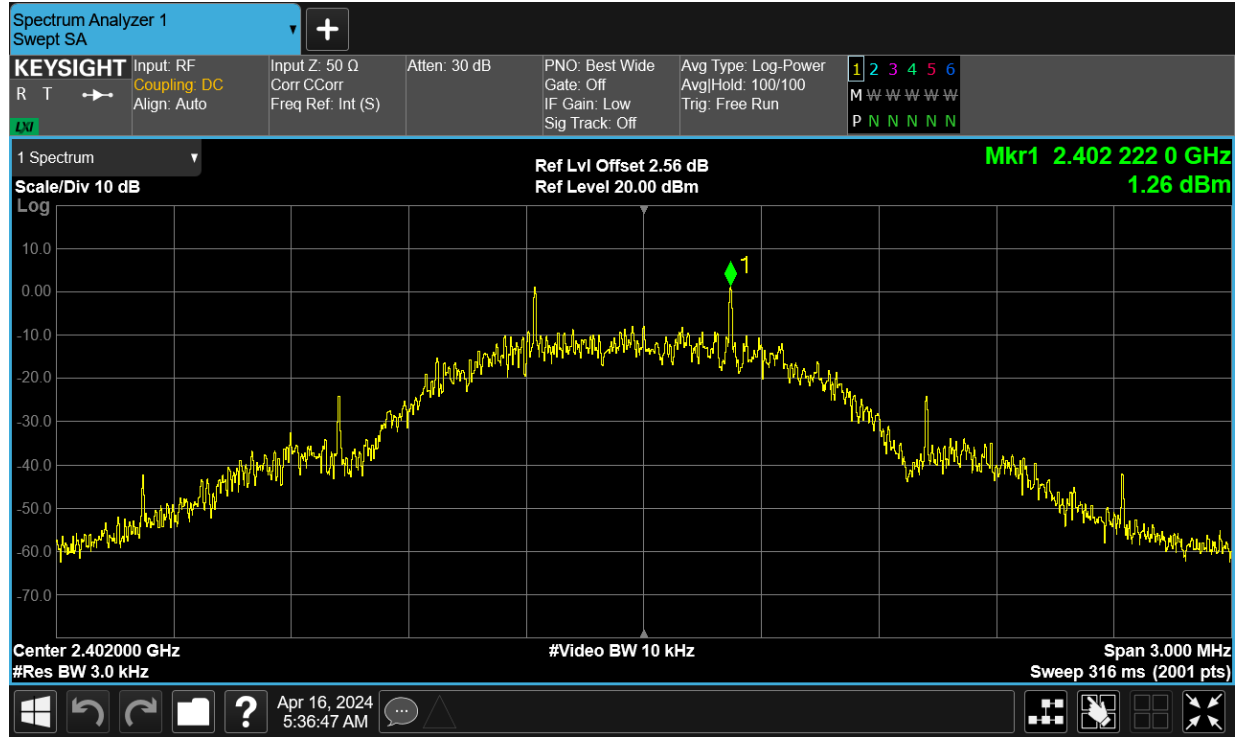 Spectrum Analyzer 1
Swept SA
KEYSIGHT
R T
LXI
Input: RF
Coupling: DC
Align: Auto
Input Z: 50 Ω
Corr CCorr
Freq Ref: Int (S)
Atten: 30 dB
PNO: Best Wide
Gate: Off
IF Gain: Low
Sig Track: Off
Avg Type: Log-Power
Avg|Hold: 100/100
Trig: Free Run
1 2 3 4 5 6
M W W W W W
P N N N N N
1 Spectrum
Scale/Div 10 dB
Ref Lvl Offset 2.56 dB
Ref Level 20.00 dBm
Mkr1 2.402 222 0 GHz
1.26 dBm
Log
10.0
0.00
-10.0
-20.0
-30.0
-40.0
-50.0
-60.0
-70.0
1
Center 2.402000 GHz
#Res BW 3.0 kHz
#Video BW 10 kHz
Span 3.000 MHz
Sweep 316 ms (2001 pts)
?
Apr 16, 2024
5:36:47 AM